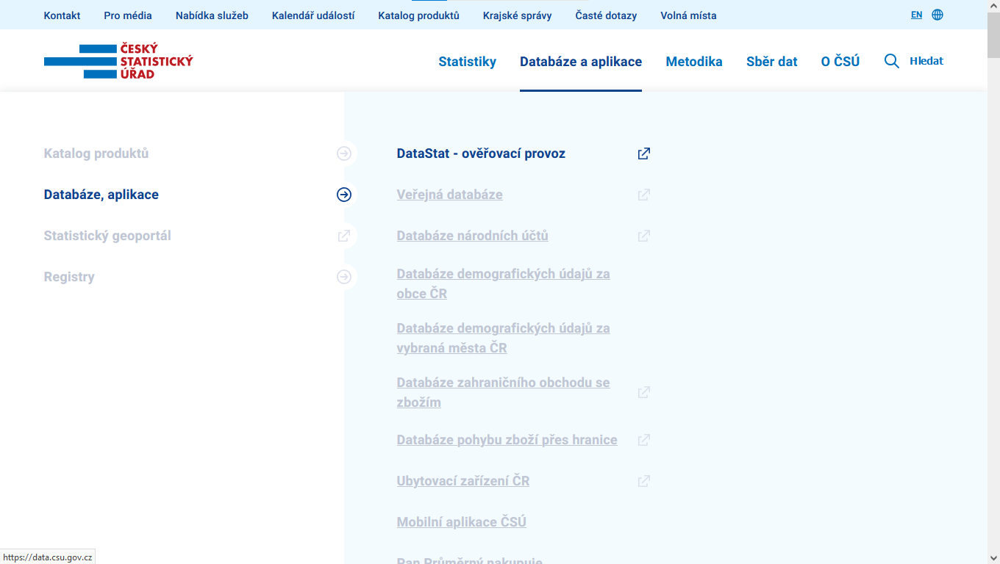 Kontakt Pro média Nabídka služeb Kalendář událostí Katalog produktů Krajské správy Časté dotazy Volná místa EN
ČESKÝ
STATISTICKÝ
ÚŘAD
Statistiky Databáze a aplikace Metodika Sběr dat O ČSÚ Hledat
Katalog produktů
Databáze, aplikace
Statistický geoportál
Registry
DataStat - ověřovací provoz
Veřejná databáze
Databáze národních účtů
Databáze demografických údajů za
obce ČR
Databáze demografických údajů za
vybraná města ČR
Databáze zahraničního obchodu se
zbožím
Databáze pohybu zboží přes hranice
Ubytovací zařízení ČR
Mobilní aplikace ČSÚ
Pan Průměrný nakupuje
https://data.csu.gov.cz